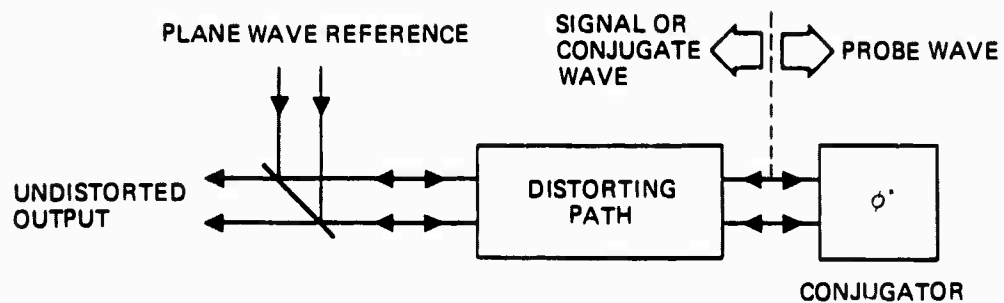 PLANE WAVE REFERENCE
SIGNAL OR
CONJUGATE
WAVE
PROBE WAVE
UNDISTORTED
OUTPUT
DISTORTING
PATH
ϕ*
CONJUGATOR